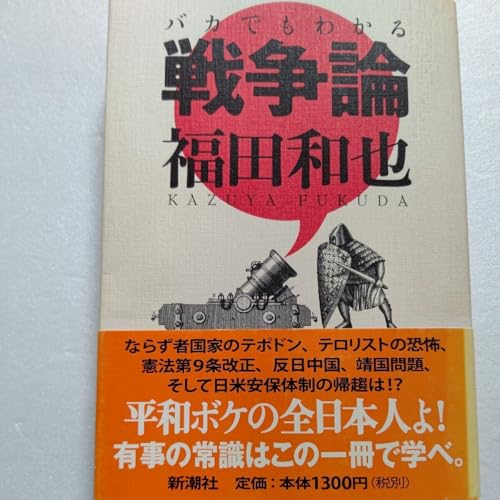 バカでもわかる
戦争論
福田和也
KAZUYA FUKUDA
ならず者国家のテポドン、テロリストの恐怖、
憲法第9条改正、反日中国、靖国問題、
そして日米安保体制の帰趨は!?
平和ボケの全日本人よ!
有事の常識はこの一冊で学べ。
新潮社 定価:本体1300円(税別)